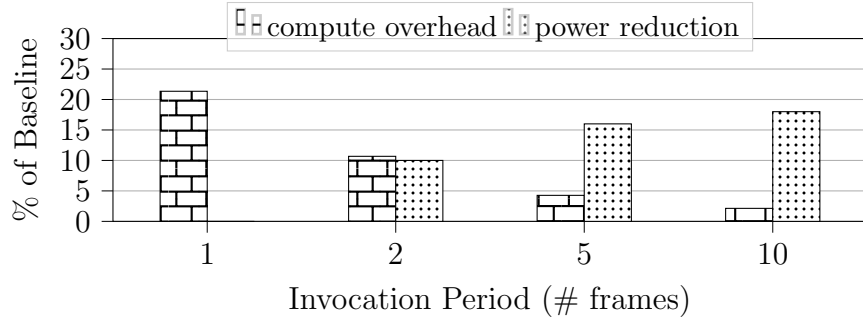 compute overhead power reduction
30
25
20
15
10
5
0
% of Baseline
1 2 5 10
Invocation Period (# frames)